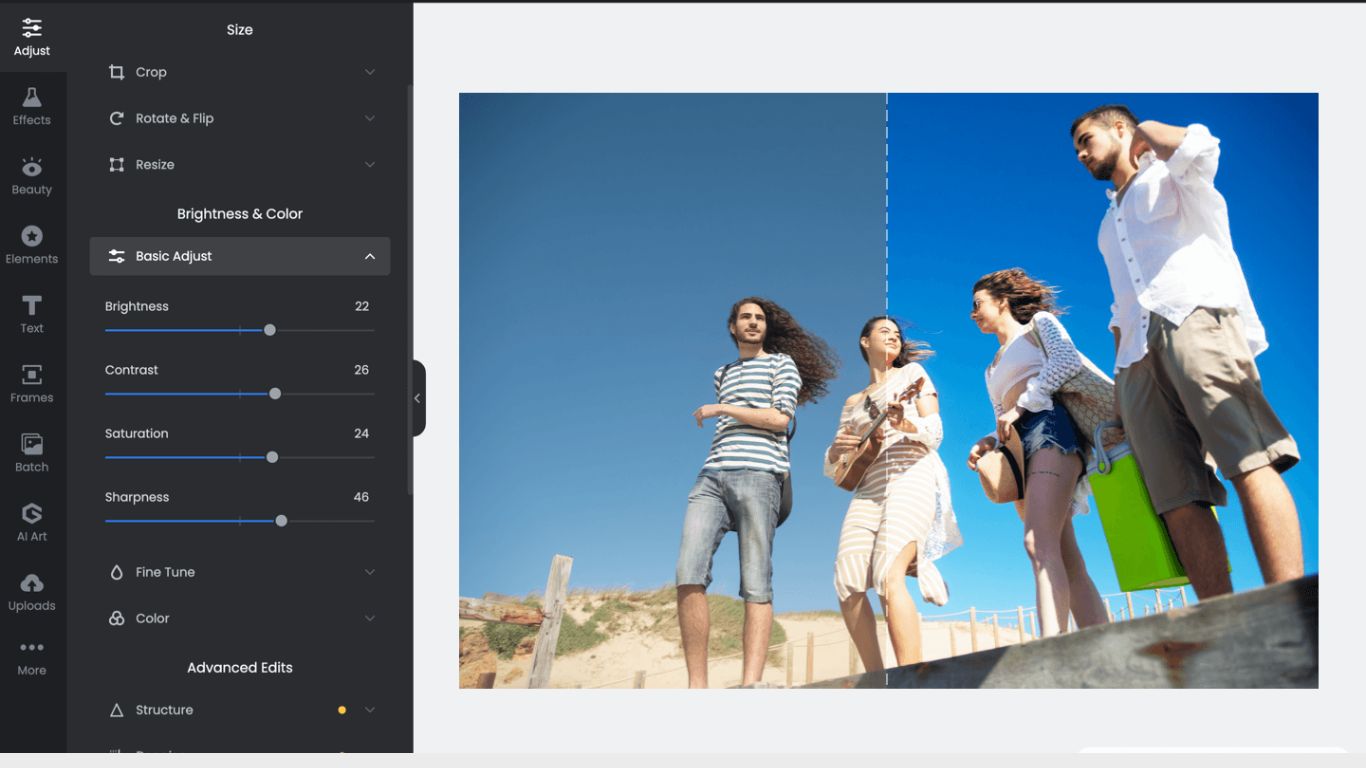 Adjust
Effects
Beauty
Elements
Text
Frames
Batch
AI Art
Uploads
More
Size
Crop
Rotate & Flip
Resize
Brightness & Color
Basic Adjust
Brightness 22
Contrast 26
Saturation 24
Sharpness 46
Fine Tune
Color
Advanced Edits
Structure